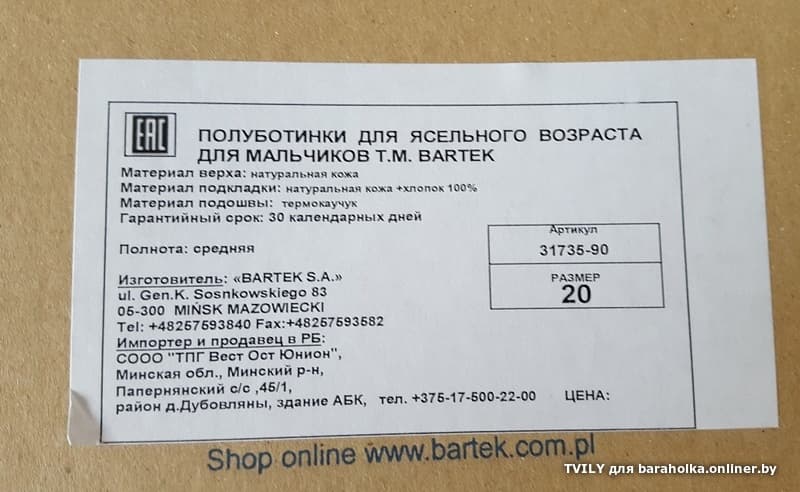 EAC
ПОЛУБОТИНКИ ДЛЯ ЯСЕЛЬНОГО ВОЗРАСТА
ДЛЯ МАЛЬЧИКОВ Т.М. BARTEK
Материал верха: натуральная кожа
Материал подкладки: натуральная кожа +хлопок 100%
Материал подошвы: термокаучук
Гарантийный срок: 30 календарных дней
Полнота: средняя
Артикул
31735-90
РАЗМЕР
20
Изготовитель: «BARTEK S.A.»
ul. Gen.K. Sosnkowskiego 83
05-300 MIŃSK MAZOWIECKI
Tel: +48257593840 Fax:+48257593582
Импортер и продавец в РБ:
СООО "ТПГ Вест Ост Юнион",
Минская обл., Минский р-н,
Папернянский с/с ,45/1,
район д.Дубовляны, здание АБК, тел. +375-17-500-22-00 ЦЕНА:
Shop online www.bartek.com.pl
TVILY для baraholka.onliner.by